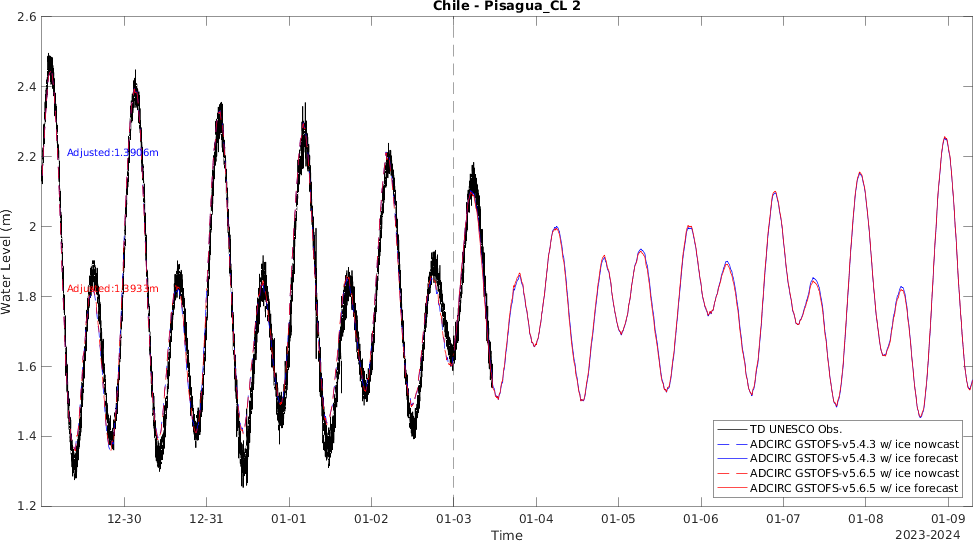 Chile - Pisagua_CL 2
Water Level (m)
2.6
2.4
2.2
2
1.8
1.6
1.4
1.2
Adjusted:1.3906m
Adjusted:1.3933m
TD UNESCO Obs.
ADCIRC GSTOFS-v5.4.3 w/ ice nowcast
ADCIRC GSTOFS-v5.4.3 w/ ice forecast
ADCIRC GSTOFS-v5.6.5 w/ ice nowcast
ADCIRC GSTOFS-v5.6.5 w/ ice forecast
12-30 12-31 01-01 01-02 01-03 01-04 01-05 01-06 01-07 01-08 01-09
Time
2023-2024